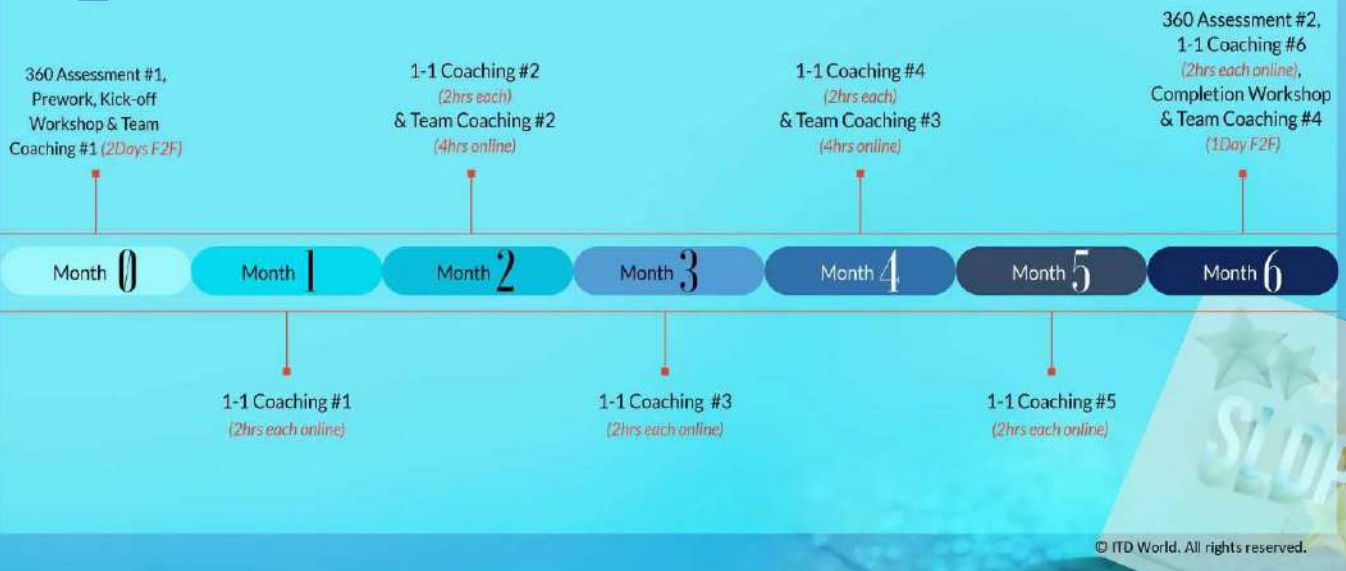 360 Assessment #1,
Prework, Kick-off
Workshop & Team
Coaching #1 (2Days F2F)
1-1 Coaching #2
(2hrs each)
& Team Coaching #2
(4hrs online)
1-1 Coaching #4
(2hrs each)
& Team Coaching #3
(4hrs online)
360 Assessment #2,
1-1 Coaching #6
(2hrs each online),
Completion Workshop
& Team Coaching #4
(1Day F2F)
Month 0
Month 1
Month 2
Month 3
Month 4
Month 5
Month 6
1-1 Coaching #1
(2hrs each online)
1-1 Coaching #3
(2hrs each online)
1-1 Coaching #5
(2hrs each online)
© ITD World. All rights reserved.